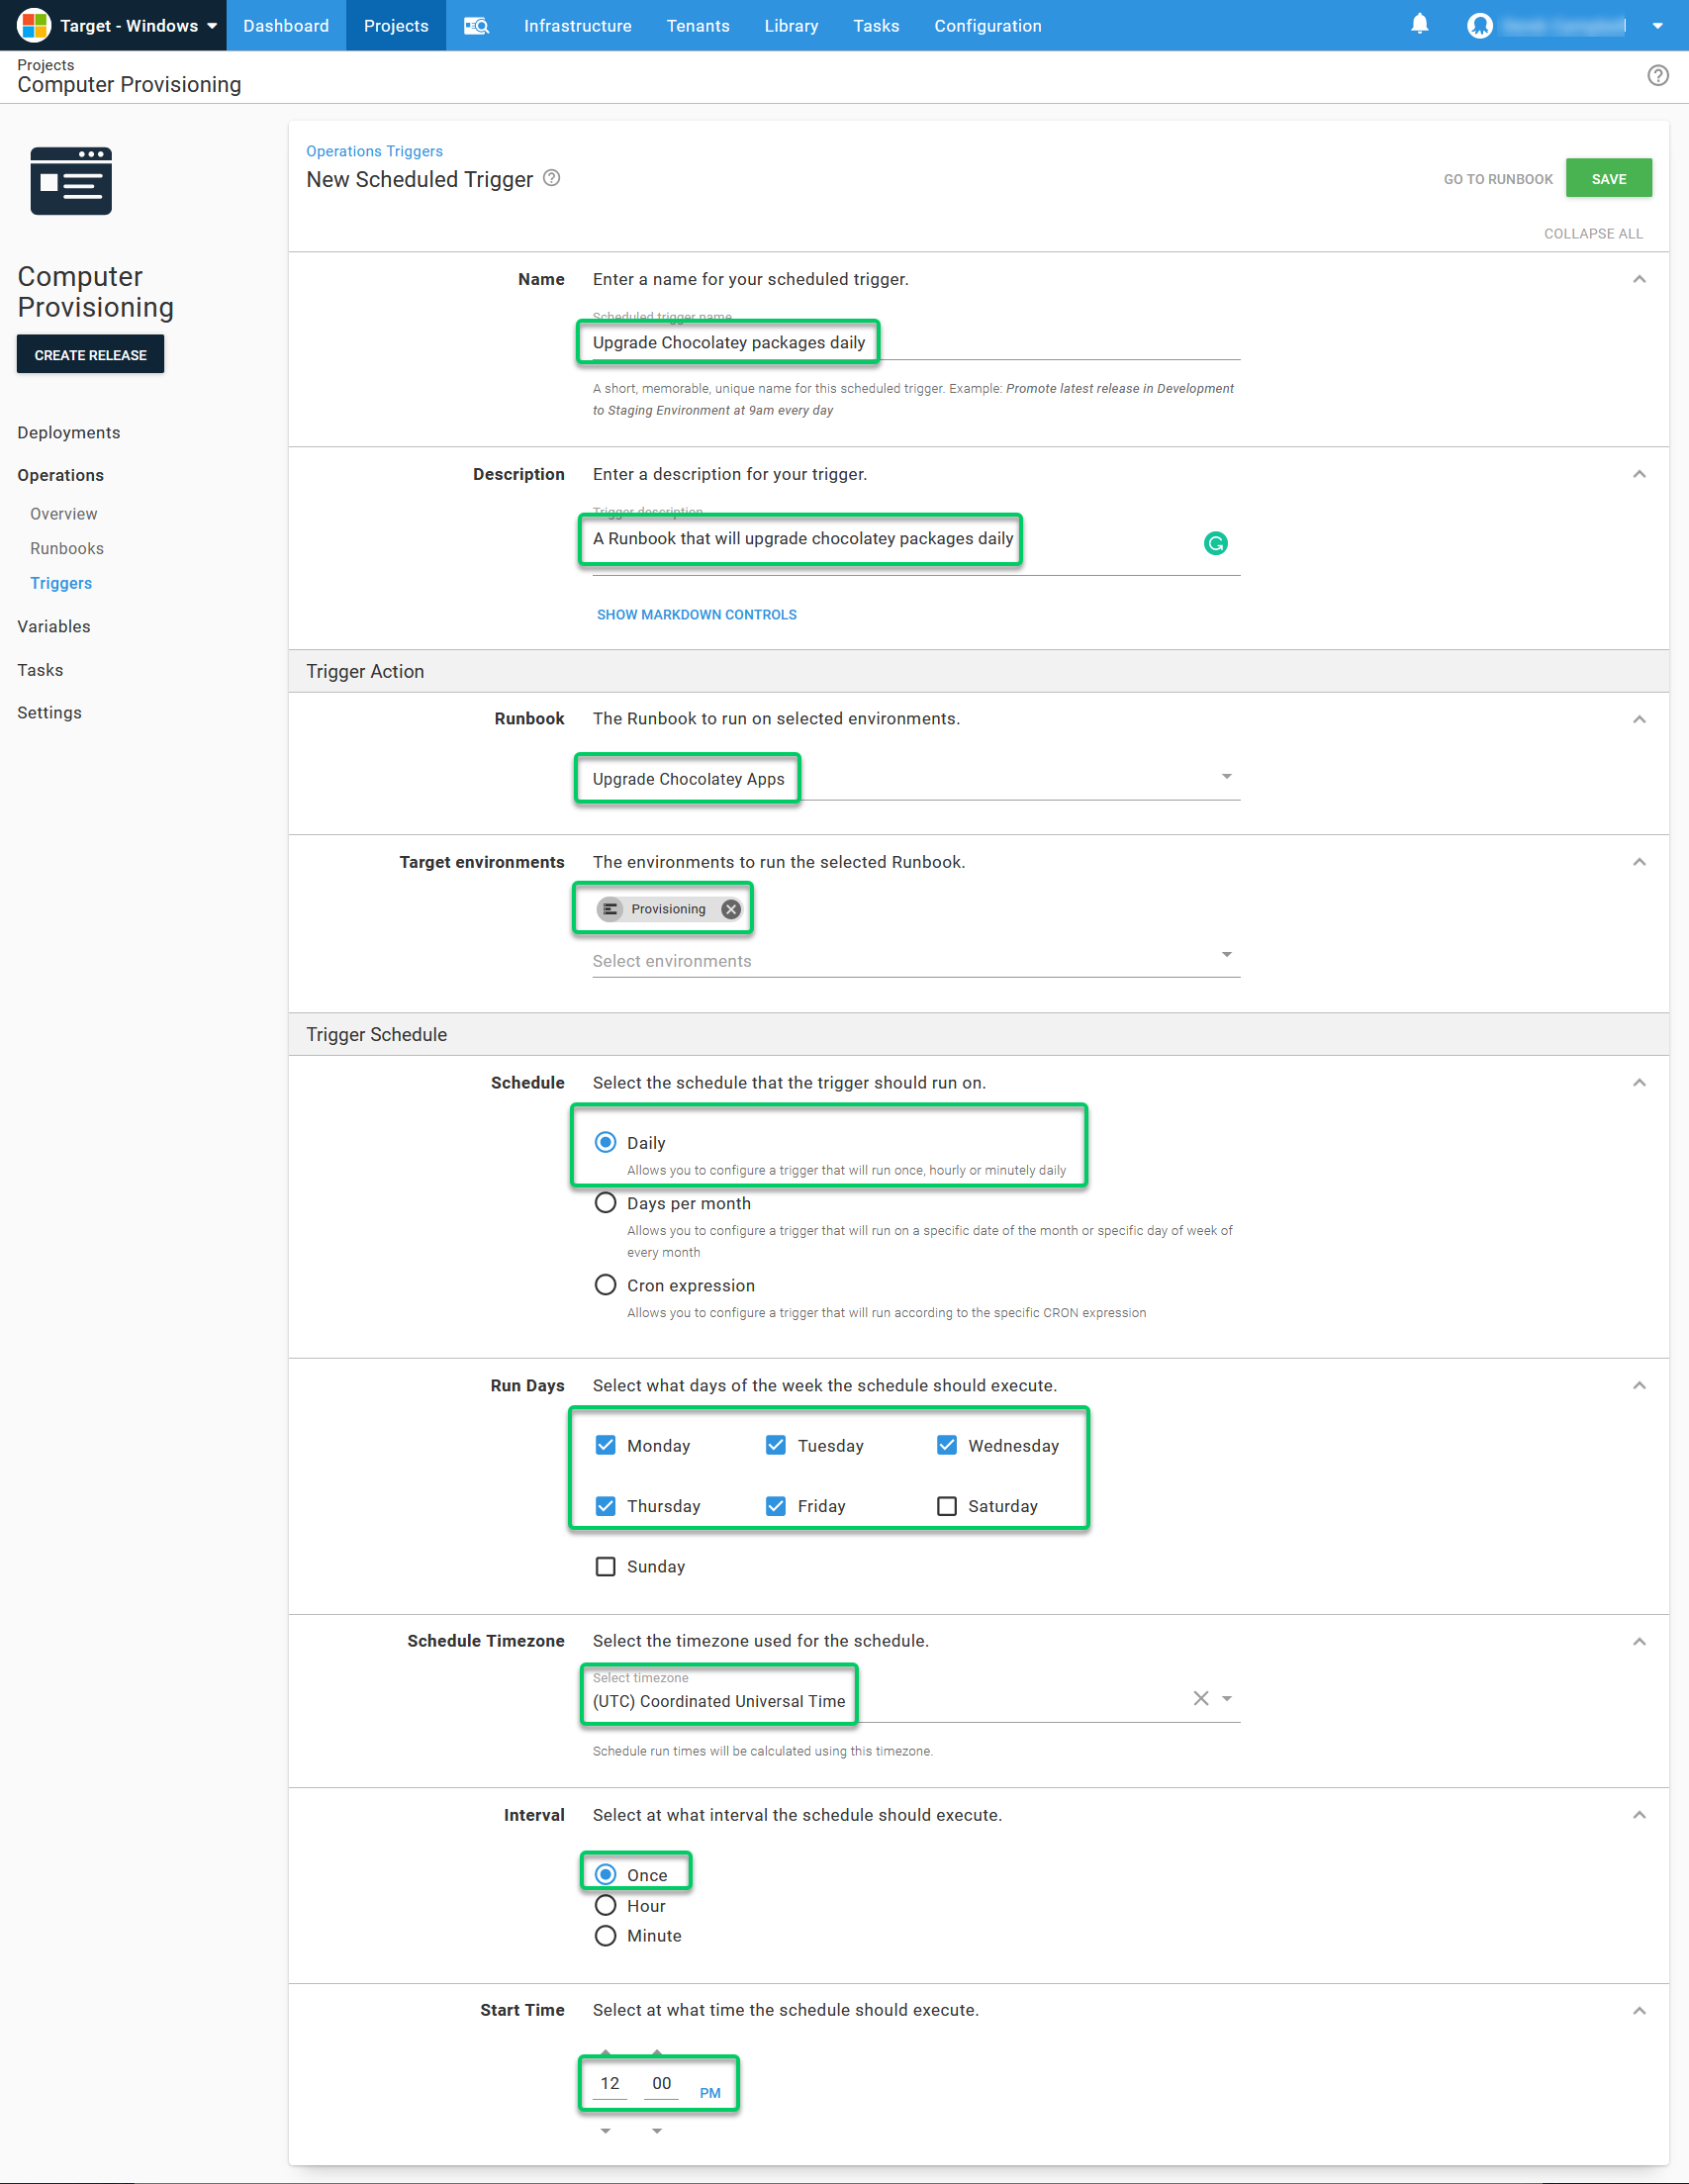 Target - Windows
Dashboard
Projects
Infrastructure
Tenants
Library
Tasks
Configuration
Projects
Computer Provisioning
Computer
Provisioning
CREATE RELEASE
Deployments
Operations
Overview
Runbooks
Triggers
Variables
Tasks
Settings
Operations Triggers
New Scheduled Trigger
GO TO RUNBOOK
SAVE
COLLAPSE ALL
Name
Enter a name for your scheduled trigger.
Scheduled trigger name
Upgrade Chocolatey packages daily
A short, memorable, unique name for this scheduled trigger. Example: Promote latest release in Development
to Staging Environment at 9am every day
Description
Enter a description for your trigger.
Trigger description
A Runbook that will upgrade chocolatey packages daily
SHOW MARKDOWN CONTROLS
Trigger Action
Runbook
The Runbook to run on selected environments.
Upgrade Chocolatey Apps
Target environments
The environments to run the selected Runbook.
Provisioning
Select environments
Trigger Schedule
Schedule
Select the schedule that the trigger should run on.
Daily
Allows you to configure a trigger that will run once, hourly or minutely daily
Days per month
Allows you to configure a trigger that will run on a specific date of the month or specific day of week of
every month
Cron expression
Allows you to configure a trigger that will run according to the specific CRON expression
Run Days
Select what days of the week the schedule should execute.
Monday
Tuesday
Wednesday
Thursday
Friday
Saturday
Sunday
Schedule Timezone
Select the timezone used for the schedule.
Select timezone
(UTC) Coordinated Universal Time
Schedule run times will be calculated using this timezone.
Interval
Select at what interval the schedule should execute.
Once
Hour
Minute
Start Time
Select at what time the schedule should execute.
12 00 PM